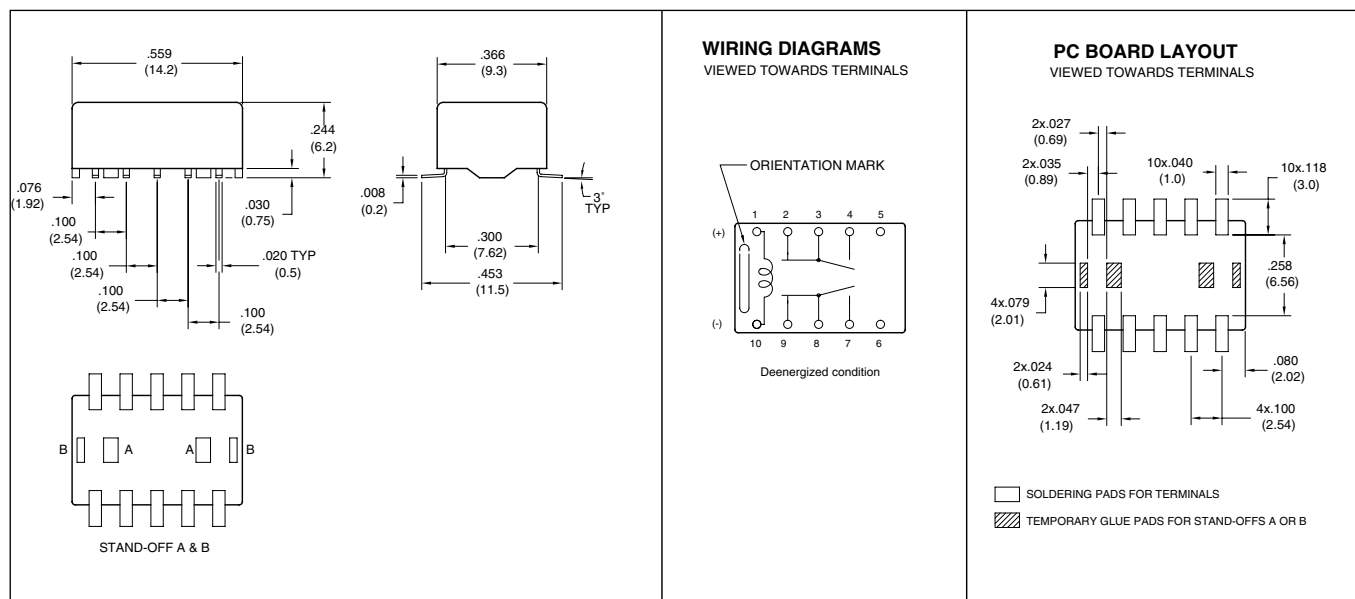 .559
(14.2)
.244
(6.2)
.076
(1.92)
.030
(0.75)
.100
(2.54)
.100
(2.54)
.020 TYP
(0.5)
.100
(2.54)
.100
(2.54)
.366
(9.3)
.008
(0.2)
3°
TYP
.300
(7.62)
.453
(11.5)
B
A
A
B
STAND-OFF A & B
WIRING DIAGRAMS
VIEWED TOWARDS TERMINALS
ORIENTATION MARK
1 2 3 4 5
(+)
(-)
10 9 8 7 6
Deenergized condition
PC BOARD LAYOUT
VIEWED TOWARDS TERMINALS
2x.027
(0.69)
2x.035
(0.89)
10x.040
(1.0)
10x.118
(3.0)
.258
(6.56)
4x.079
(2.01)
2x.024
(0.61)
.080
(2.02)
2x.047
(1.19)
4x.100
(2.54)
SOLDERING PADS FOR TERMINALS
TEMPORARY GLUE PADS FOR STAND-OFFS A OR B